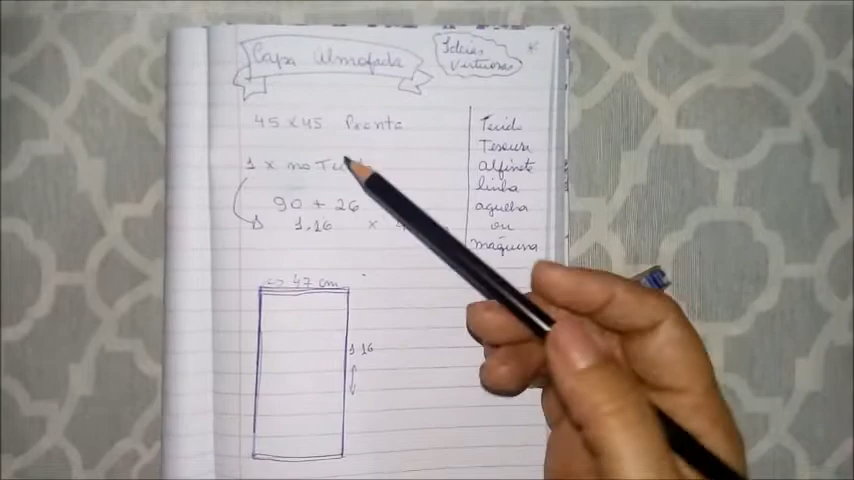 Capa Almofada
Ideias
Virtuosas
45 x 45 Pronta
1 x no
90 + 26
1,16 x
47 cm
1,16
Tecido
Tesoura
Alfinete
linha
agulha
ou
máquina